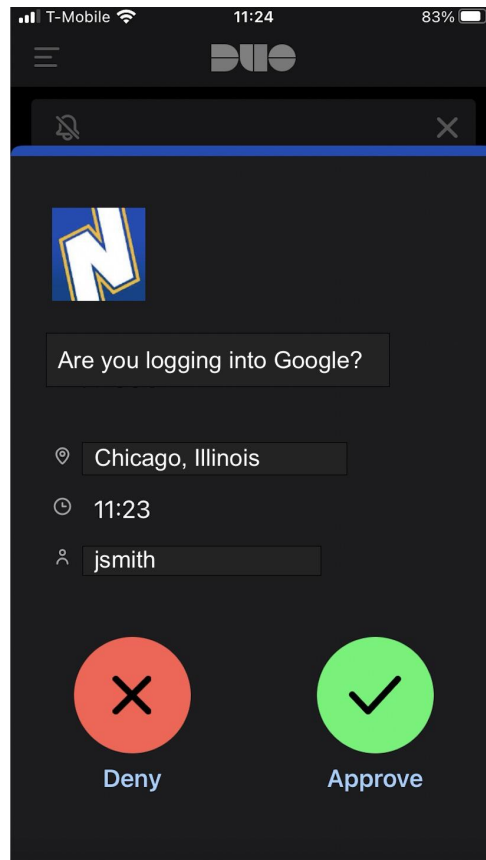 T-Mobile 11:24 83%
DUO
N
Are you logging into Google?
Chicago, Illinois
11:23
jsmith
Deny Approve